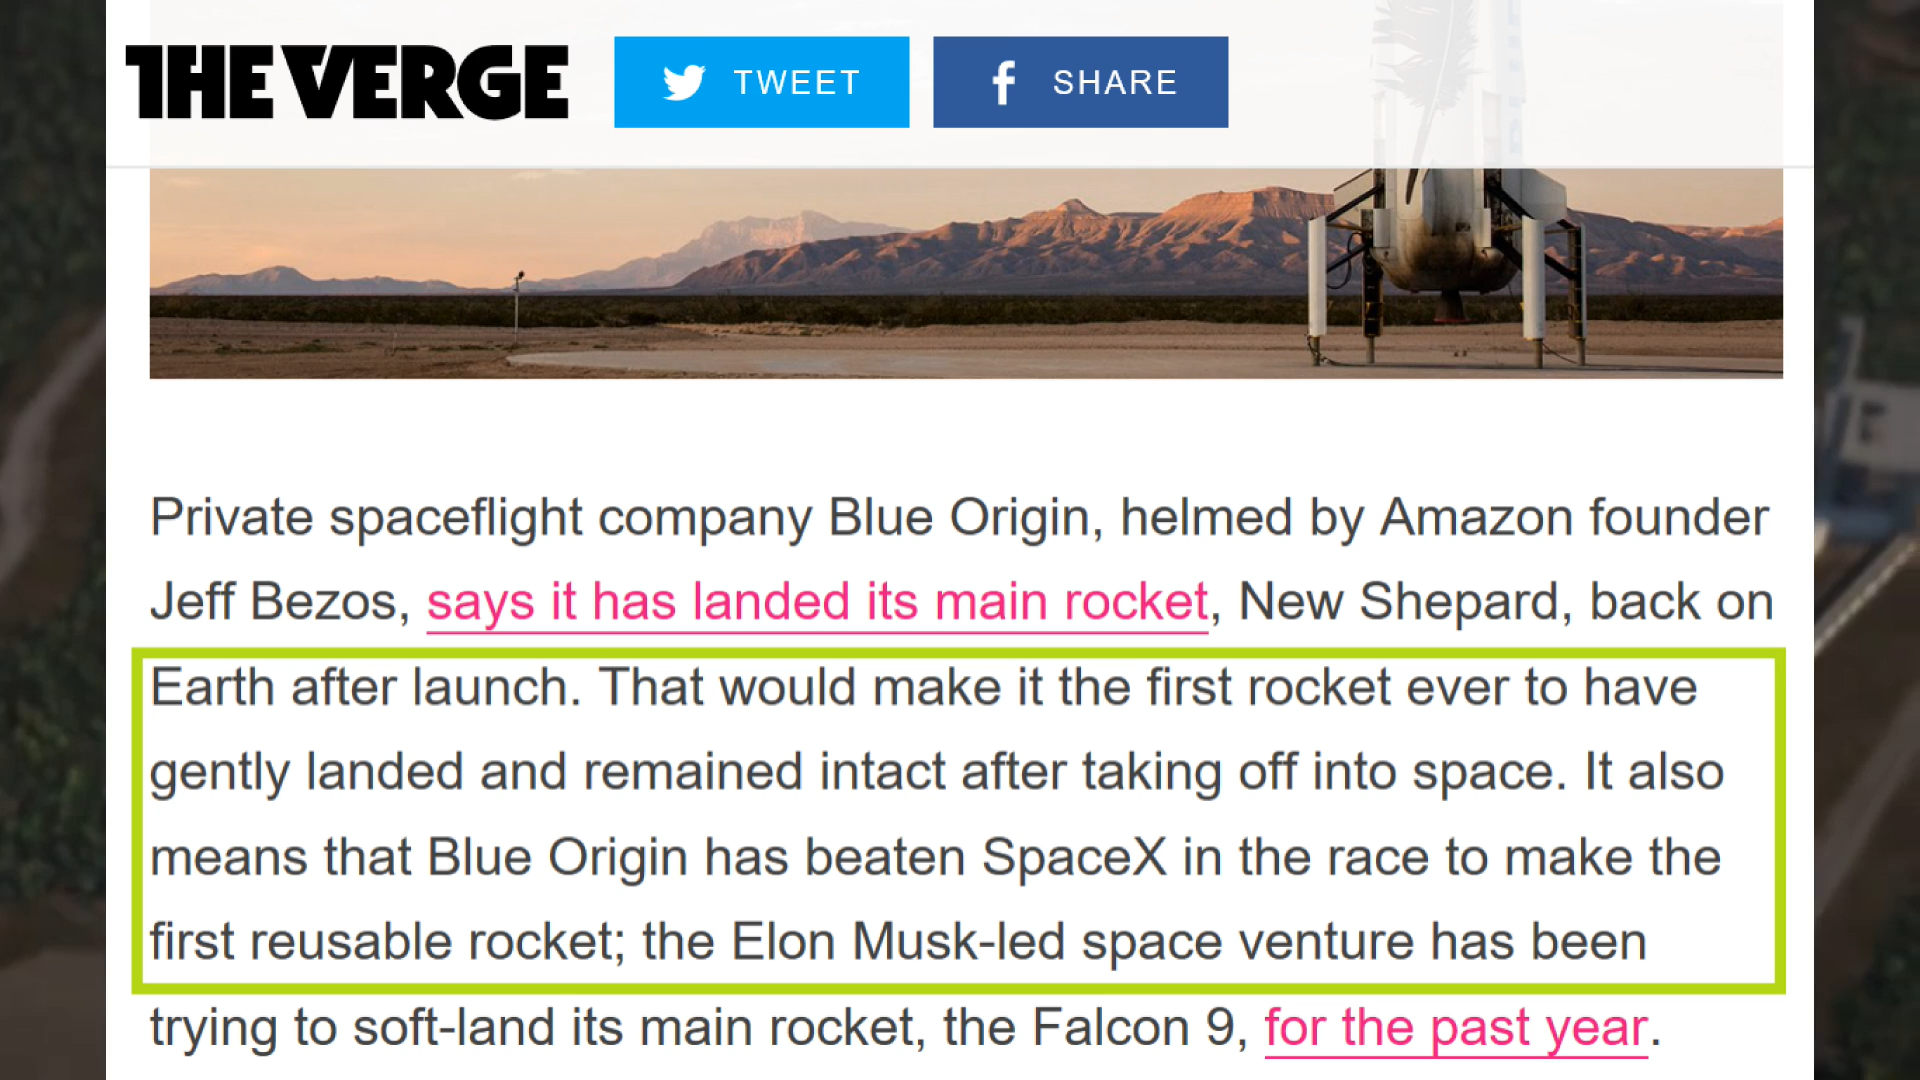 THE VERGE
TWEET
SHARE
Private spaceflight company Blue Origin, helmed by Amazon founder
Jeff Bezos, says it has landed its main rocket, New Shepard, back on
Earth after launch. That would make it the first rocket ever to have
gently landed and remained intact after taking off into space. It also
means that Blue Origin has beaten SpaceX in the race to make the
first reusable rocket; the Elon Musk-led space venture has been
trying to soft-land its main rocket, the Falcon 9, for the past year.